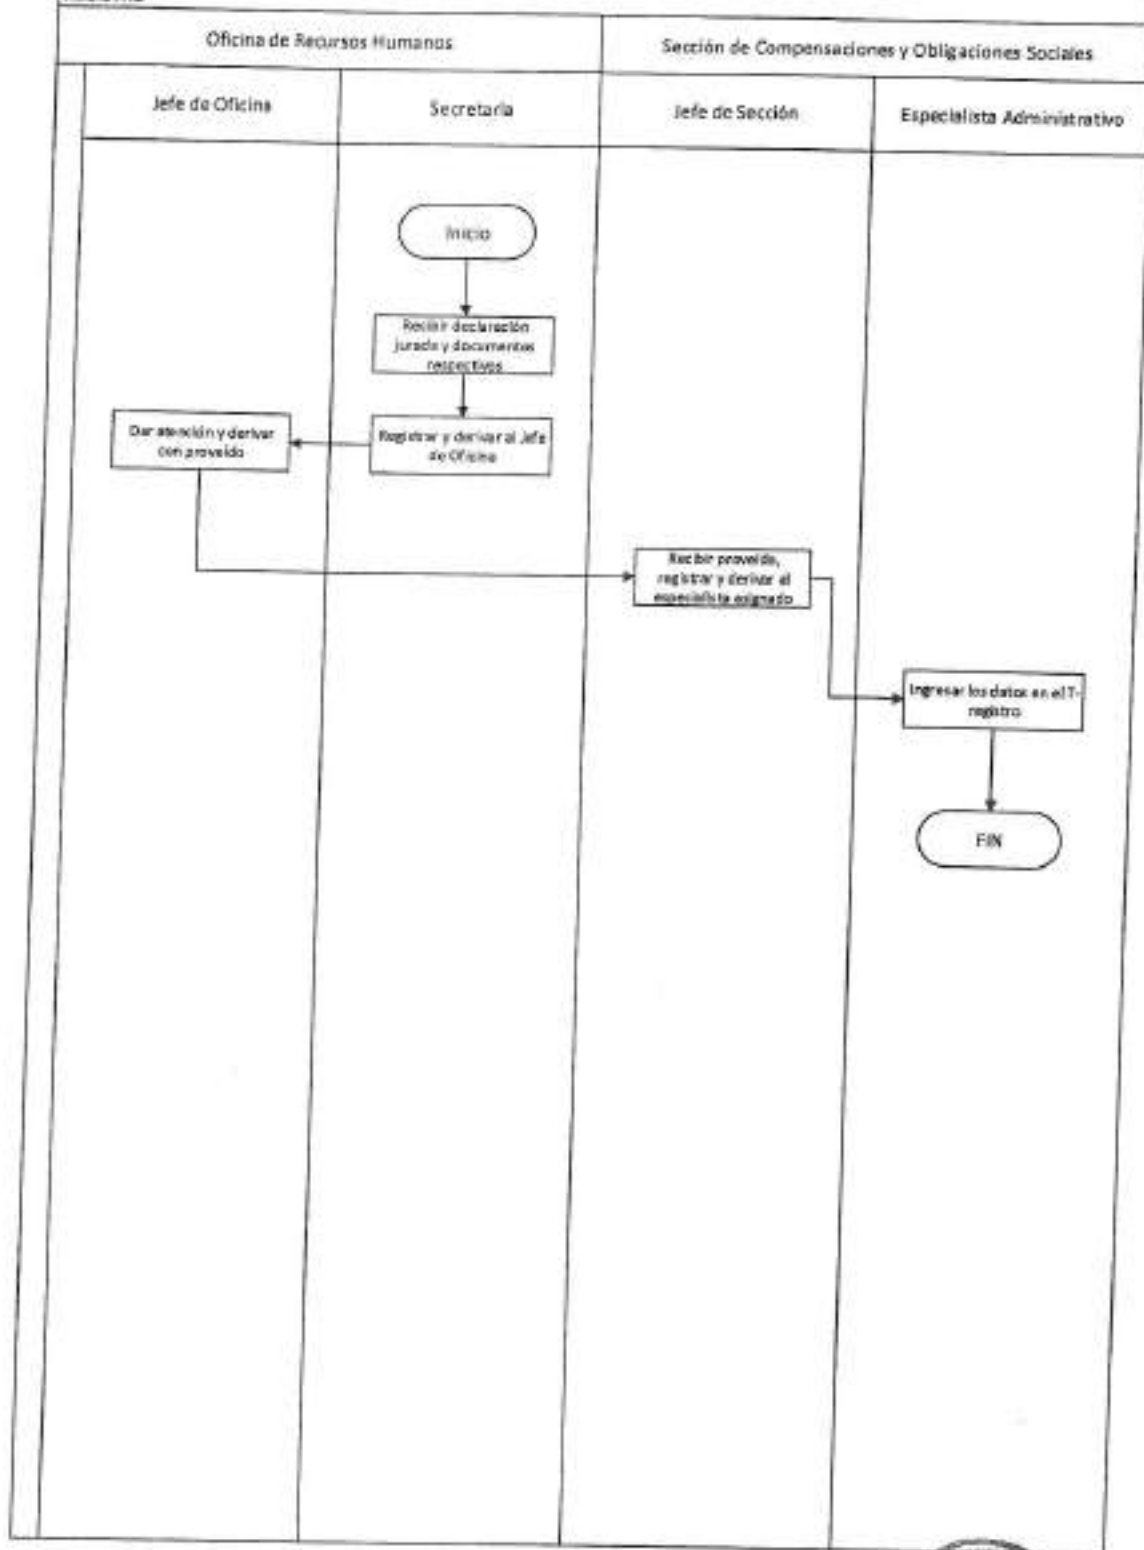 Oficina de Recursos Humanos
Sección de Compensaciones y Obligaciones Sociales
Jefe de Oficina
Secretaria
Jefe de Sección
Especialista Administrativo
Inicio
Recibir declaración
jurada y documentos
respectivos
Registrar y derivar al Jefe
de Oficina
Dar atención y derivar
con proveído
Recibir proveído,
registrar y derivar al
especialista asignado
Ingresar los datos en el T-
registro
FIN